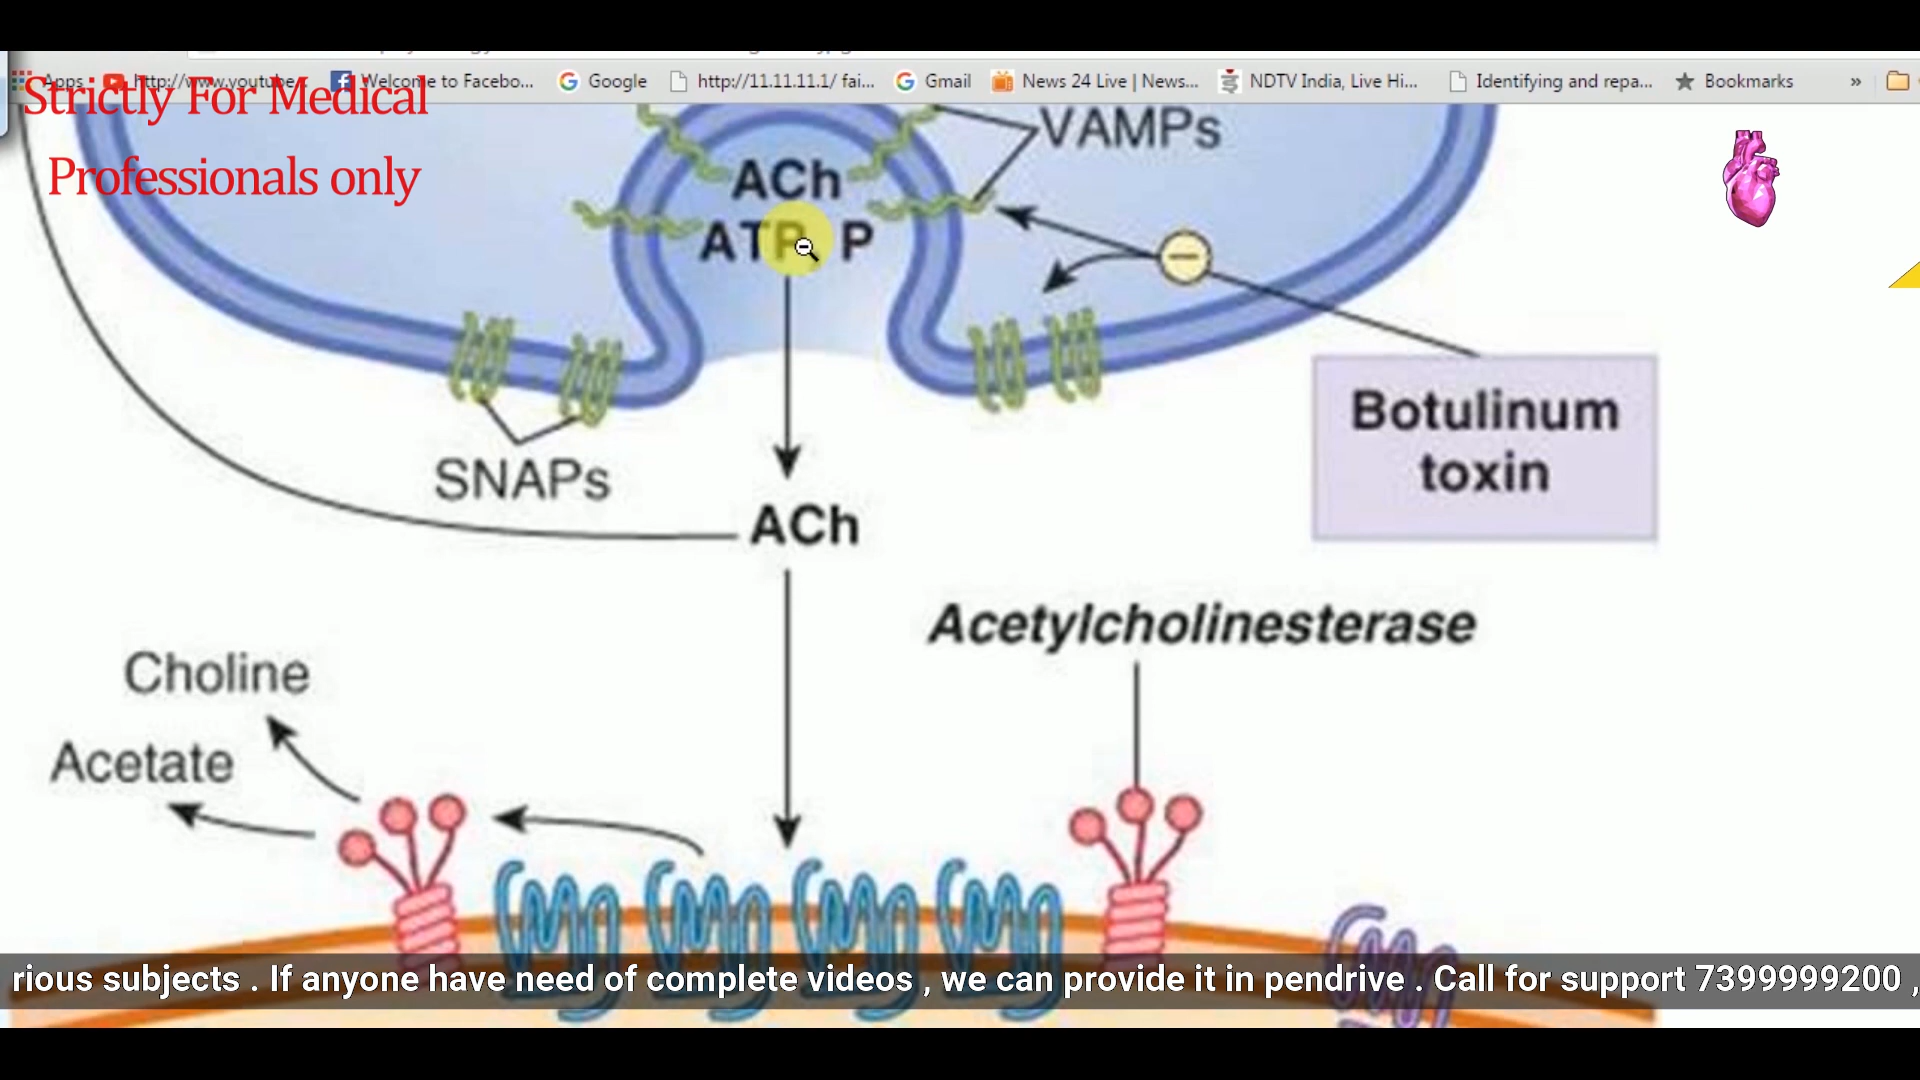 Apps http://www.youtube Welcome to Facebo... Google http://11.11.11.1/ fai... Gmail News 24 Live | News... NDTV India, Live Hi... Identifying and repa... Bookmarks »
Strictly For Medical
Professionals only
VAMPs
ACh
ATP, P
Botulinum
toxin
SNAPs
ACh
Acetylcholinesterase
Choline
Acetate
rious subjects . If anyone have need of complete videos , we can provide it in pendrive . Call for support 7399999200 ,